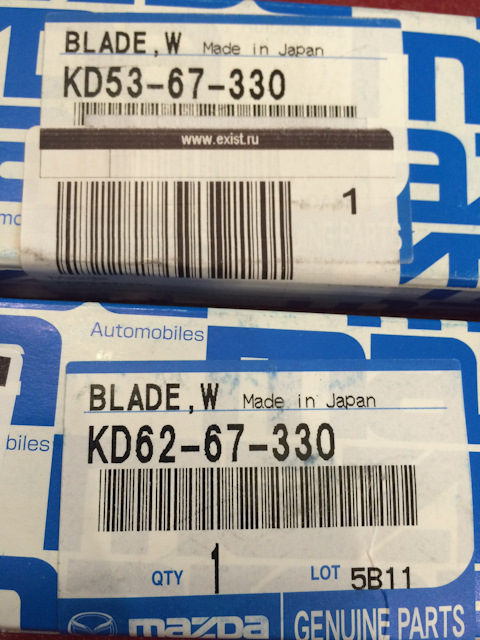 BLADE,W Made in Japan
KD53-67-330
www.exist.ru
1
Automobiles
biles
BLADE,W Made in Japan
KD62-67-330
QTY 1 LOT 5B11
mazda GENUINE PARTS